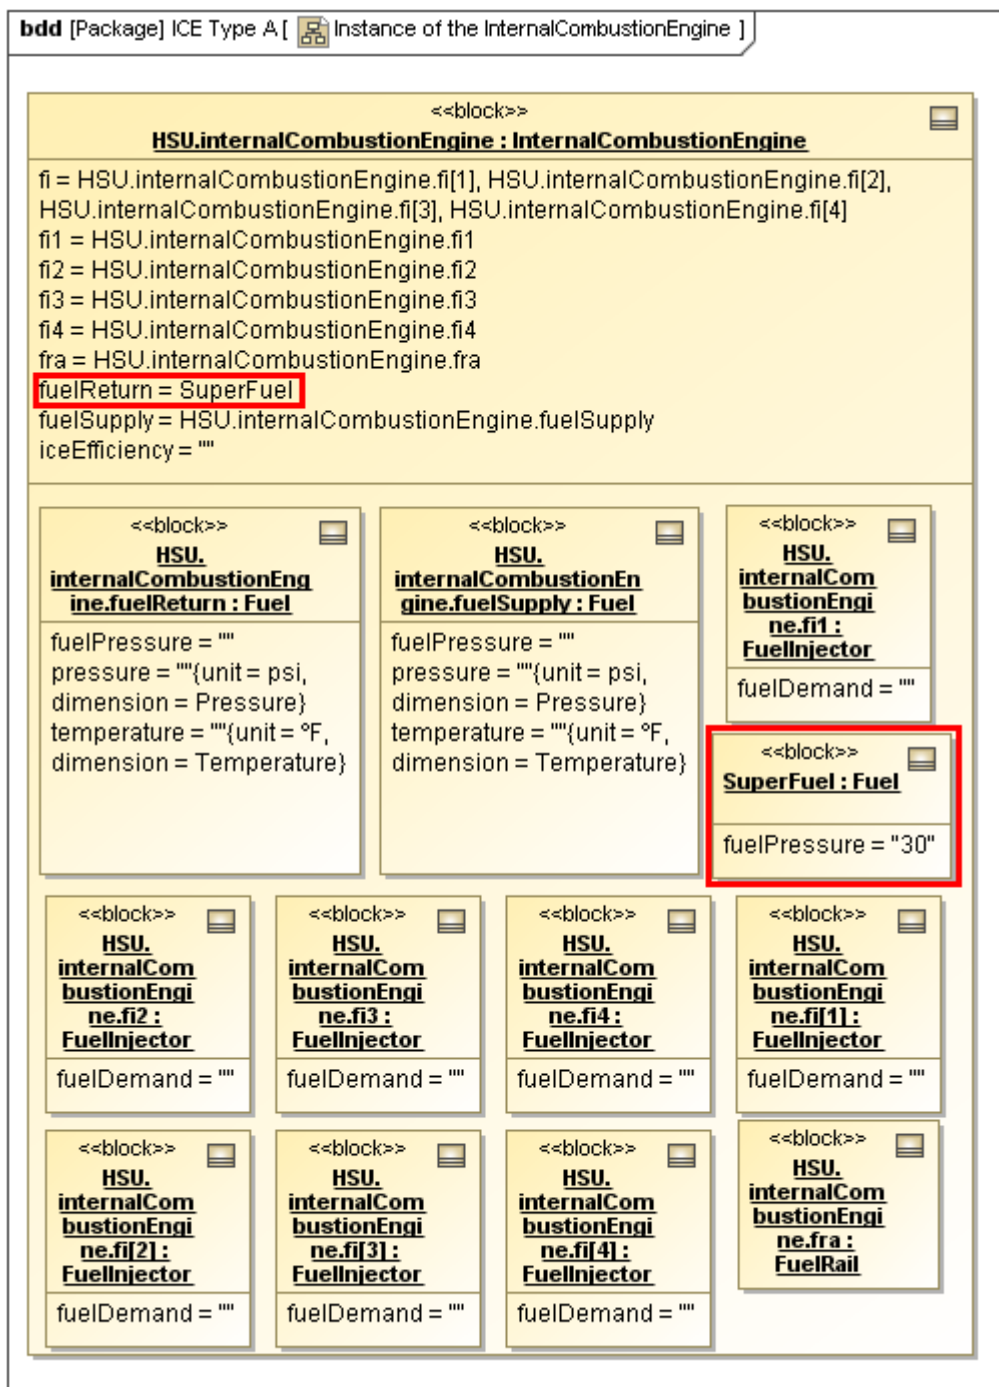 bdd [Package] ICE Type A [ Instance of the InternalCombustionEngine ]
<<block>>
HSU.internalCombustionEngine : InternalCombustionEngine
fi = HSU.internalCombustionEngine.fi[1], HSU.internalCombustionEngine.fi[2],
HSU.internalCombustionEngine.fi[3], HSU.internalCombustionEngine.fi[4]
fi1 = HSU.internalCombustionEngine.fi1
fi2 = HSU.internalCombustionEngine.fi2
fi3 = HSU.internalCombustionEngine.fi3
fi4 = HSU.internalCombustionEngine.fi4
fra = HSU.internalCombustionEngine.fra
fuelReturn = SuperFuel
fuelSupply = HSU.internalCombustionEngine.fuelSupply
iceEfficiency = ""
<<block>>
HSU.
internalCombustionEng
ine.fuelReturn : Fuel
fuelPressure = ""
pressure = ""{unit = psi,
dimension = Pressure}
temperature = ""{unit = °F,
dimension = Temperature}
<<block>>
HSU.
internalCombustionEn
gine.fuelSupply : Fuel
fuelPressure = ""
pressure = ""{unit = psi,
dimension = Pressure}
temperature = ""{unit = °F,
dimension = Temperature}
<<block>>
HSU.
internalCom
bustionEngi
ne.fi1 :
FuelInjector
fuelDemand = ""
<<block>>
SuperFuel : Fuel
fuelPressure = "30"
<<block>>
HSU.
internalCom
bustionEngi
ne.fi2 :
FuelInjector
fuelDemand = ""
<<block>>
HSU.
internalCom
bustionEngi
ne.fi3 :
FuelInjector
fuelDemand = ""
<<block>>
HSU.
internalCom
bustionEngi
ne.fi4 :
FuelInjector
fuelDemand = ""
<<block>>
HSU.
internalCom
bustionEngi
ne.fi[1] :
FuelInjector
fuelDemand = ""
<<block>>
HSU.
internalCom
bustionEngi
ne.fi[2] :
FuelInjector
fuelDemand = ""
<<block>>
HSU.
internalCom
bustionEngi
ne.fi[3] :
FuelInjector
fuelDemand = ""
<<block>>
HSU.
internalCom
bustionEngi
ne.fi[4] :
FuelInjector
fuelDemand = ""
<<block>>
HSU.
internalCom
bustionEngi
ne.fra :
FuelRail